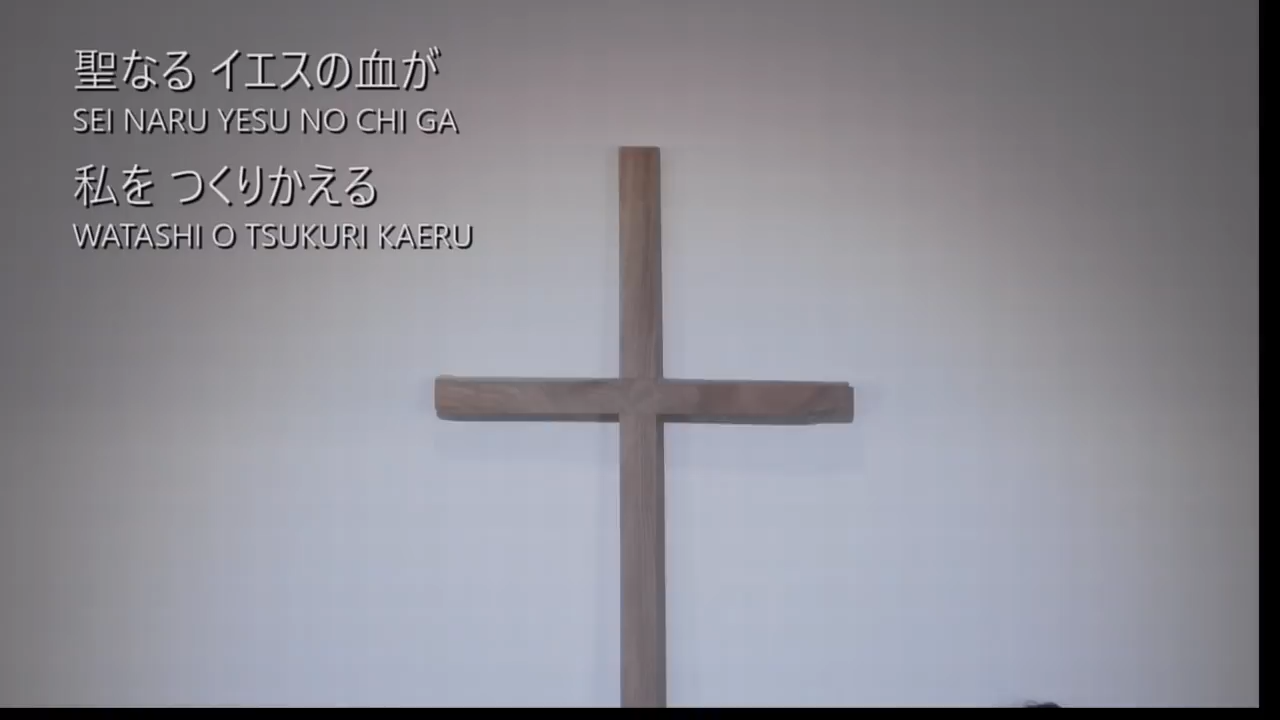 聖なる イエスの血が
SEI NARU YESU NO CHI GA
私を つくりかえる
WATASHI O TSUKURI KAERU